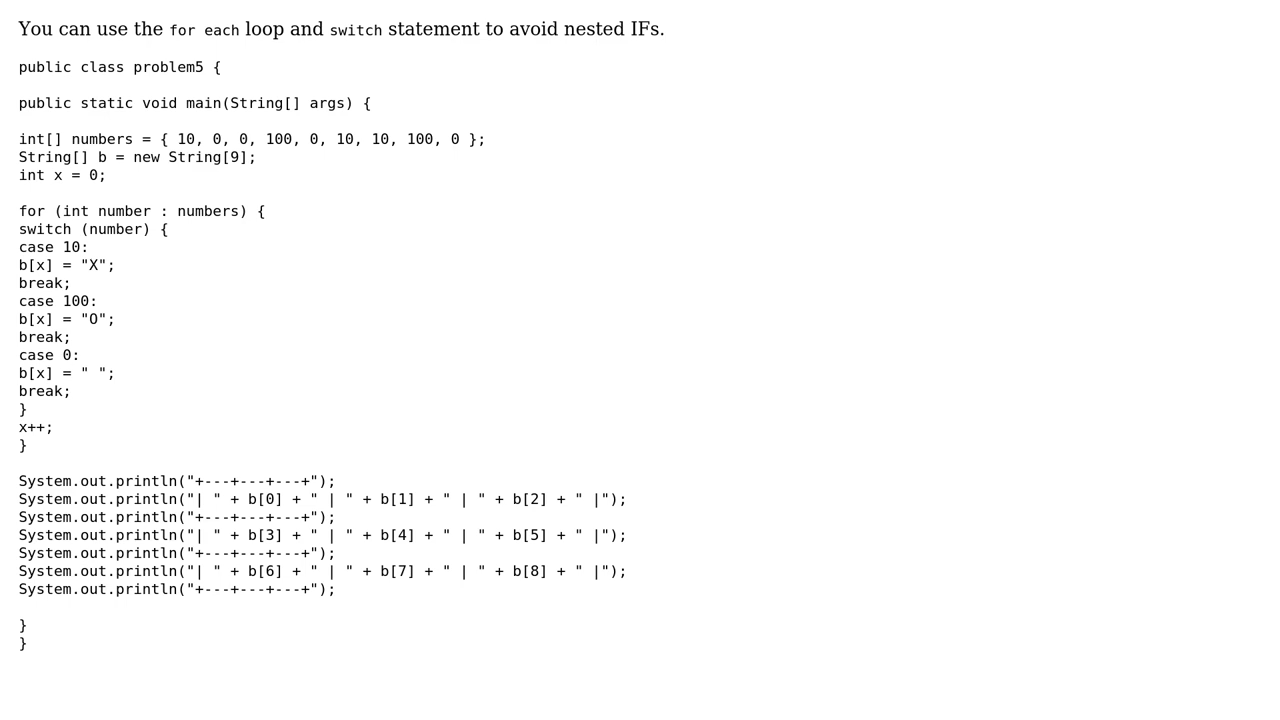 You can use the for each loop and switch statement to avoid nested IFs.
public class problem5 {
public static void main(String[] args) {
int[] numbers = { 10, 0, 0, 100, 0, 10, 10, 100, 0 };
String[] b = new String[9];
int x = 0;
for (int number : numbers) {
switch (number) {
case 10:
b[x] = "X";
break;
case 100:
b[x] = "O";
break;
case 0:
b[x] = " ";
break;
}
x++;
}
System.out.println("+---+---+---+");
System.out.println("| " + b[0] + " | " + b[1] + " | " + b[2] + " |");
System.out.println("+---+---+---+");
System.out.println("| " + b[3] + " | " + b[4] + " | " + b[5] + " |");
System.out.println("+---+---+---+");
System.out.println("| " + b[6] + " | " + b[7] + " | " + b[8] + " |");
System.out.println("+---+---+---+");
}
}